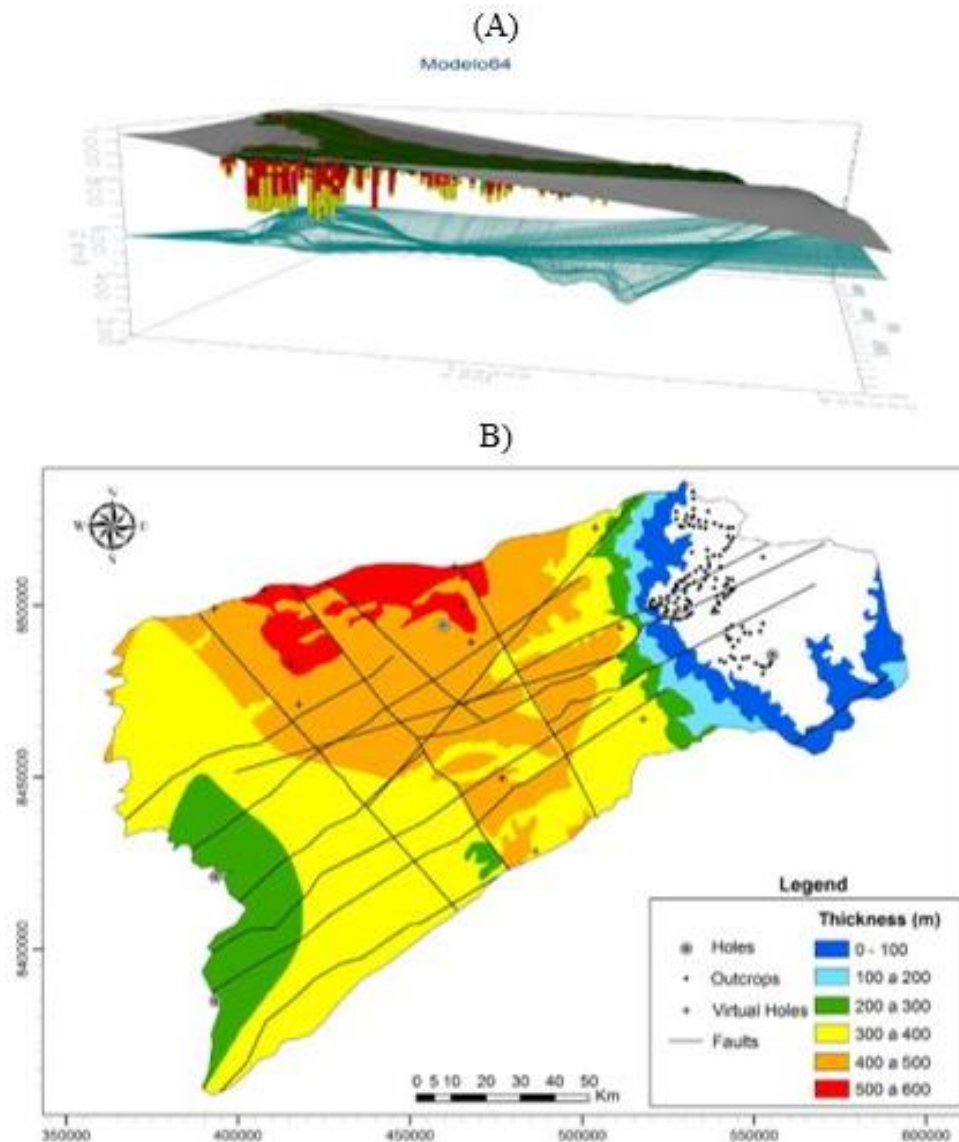 (A)
Modelo64
B)
N
W E
S
8500000
8450000
8400000
Legend
Thickness (m)
Holes
Outcrops
Virtual Holes
Faults
0 - 100
100 a 200
200 a 300
300 a 400
400 a 500
500 a 600
0 5 10 20 30 40 50
Km
350000 400000 450000 500000 550000 600000